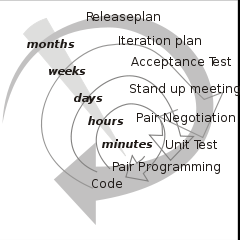 Releaseplan
Iteration plan
months
Acceptance Test
weeks
Stand up meeting
days
Pair Negotiation
hours
Unit Test
minutes
Pair Programming
Code